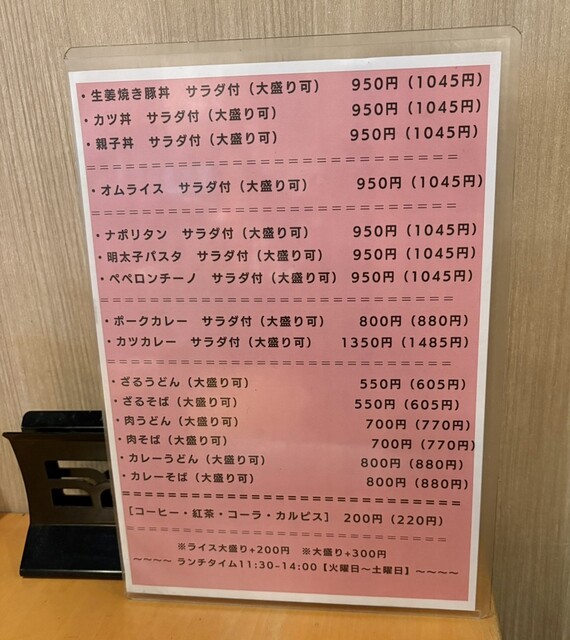 ・生姜焼き豚丼　サラダ付（大盛り可）　950円（1045円）
・カツ丼　サラダ付（大盛り可）　950円（1045円）
・親子丼　サラダ付（大盛り可）　950円（1045円）
・オムライス　サラダ付（大盛り可）　950円（1045円）
・ナポリタン　サラダ付（大盛り可）　950円（1045円）
・明太子パスタ　サラダ付（大盛り可）　950円（1045円）
・ペペロンチーノ　サラダ付（大盛り可）　950円（1045円）
・ポークカレー　サラダ付（大盛り可）　800円（880円）
・カツカレー　サラダ付（大盛り可）　1350円（1485円）
・ざるうどん（大盛り可）　550円（605円）
・ざるそば（大盛り可）　550円（605円）
・肉うどん（大盛り可）　700円（770円）
・肉そば（大盛り可）　700円（770円）
・カレーうどん（大盛り可）　800円（880円）
・カレーそば（大盛り可）　800円（880円）
［コーヒー・紅茶・コーラ・カルピス］　200円（220円）
※ライス大盛り+200円　※大盛り+300円
～～～～ ランチタイム11:30-14:00【火曜日～土曜日】～～～～